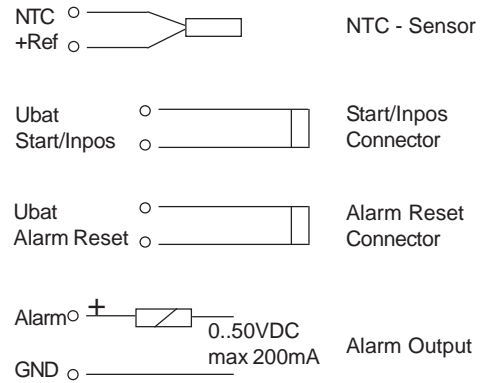 NTC
+Ref
NTC - Sensor
Ubat
Start/Inpos
Start/Inpos
Connector
Ubat
Alarm Reset
Alarm Reset
Connector
Alarm
+
0..50VDC
max 200mA
GND
Alarm Output